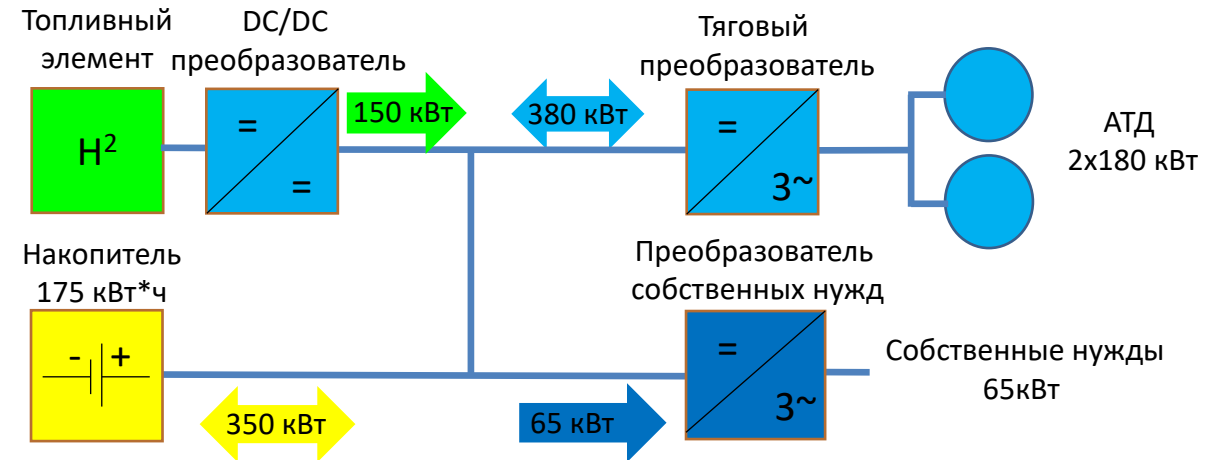 Топливный
элемент
DC/DC
преобразователь
Тяговый
преобразователь
H²
=
=
150 кВт
380 кВт
=
3~
АТД
2x180 кВт
Накопитель
175 кВт*ч
- +
350 кВт
Преобразователь
собственных нужд
65 кВт
=
3~
Собственные нужды
65кВт